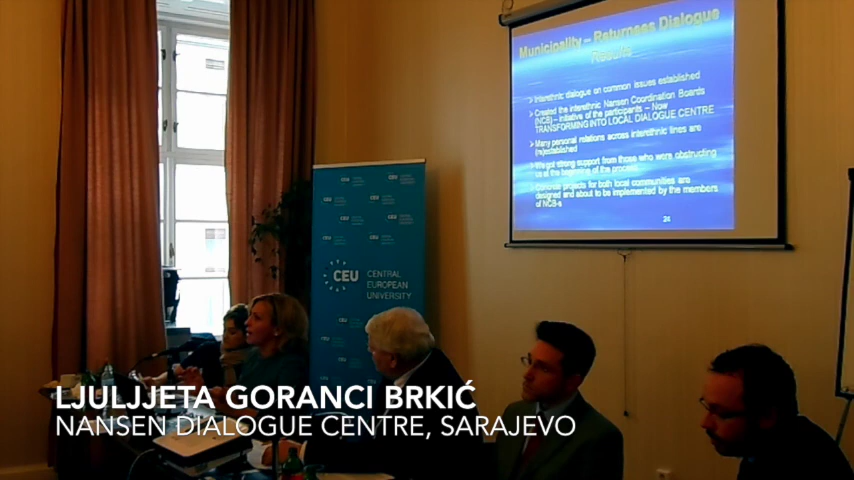 Municipality – Returnees Dialogue
Results
Interethnic dialogue on common issues established
Created the interethnic Nansen Coordination Boards
(NCB) – initiative of the participants – Now
TRANSFORMING INTO LOCAL DIALOGUE CENTRE
Many personal relations across interethnic lines are
(re)established
We got strong support from those who were obstructing
us at the beginning of the process
Concrete projects for both local communities are
designed and about to be implemented by the members
of NCB-s
24
CEU
CENTRAL
EUROPEAN
UNIVERSITY
LJULJJETA GORANCI BRKIĆ
NANSEN DIALOGUE CENTRE, SARAJEVO